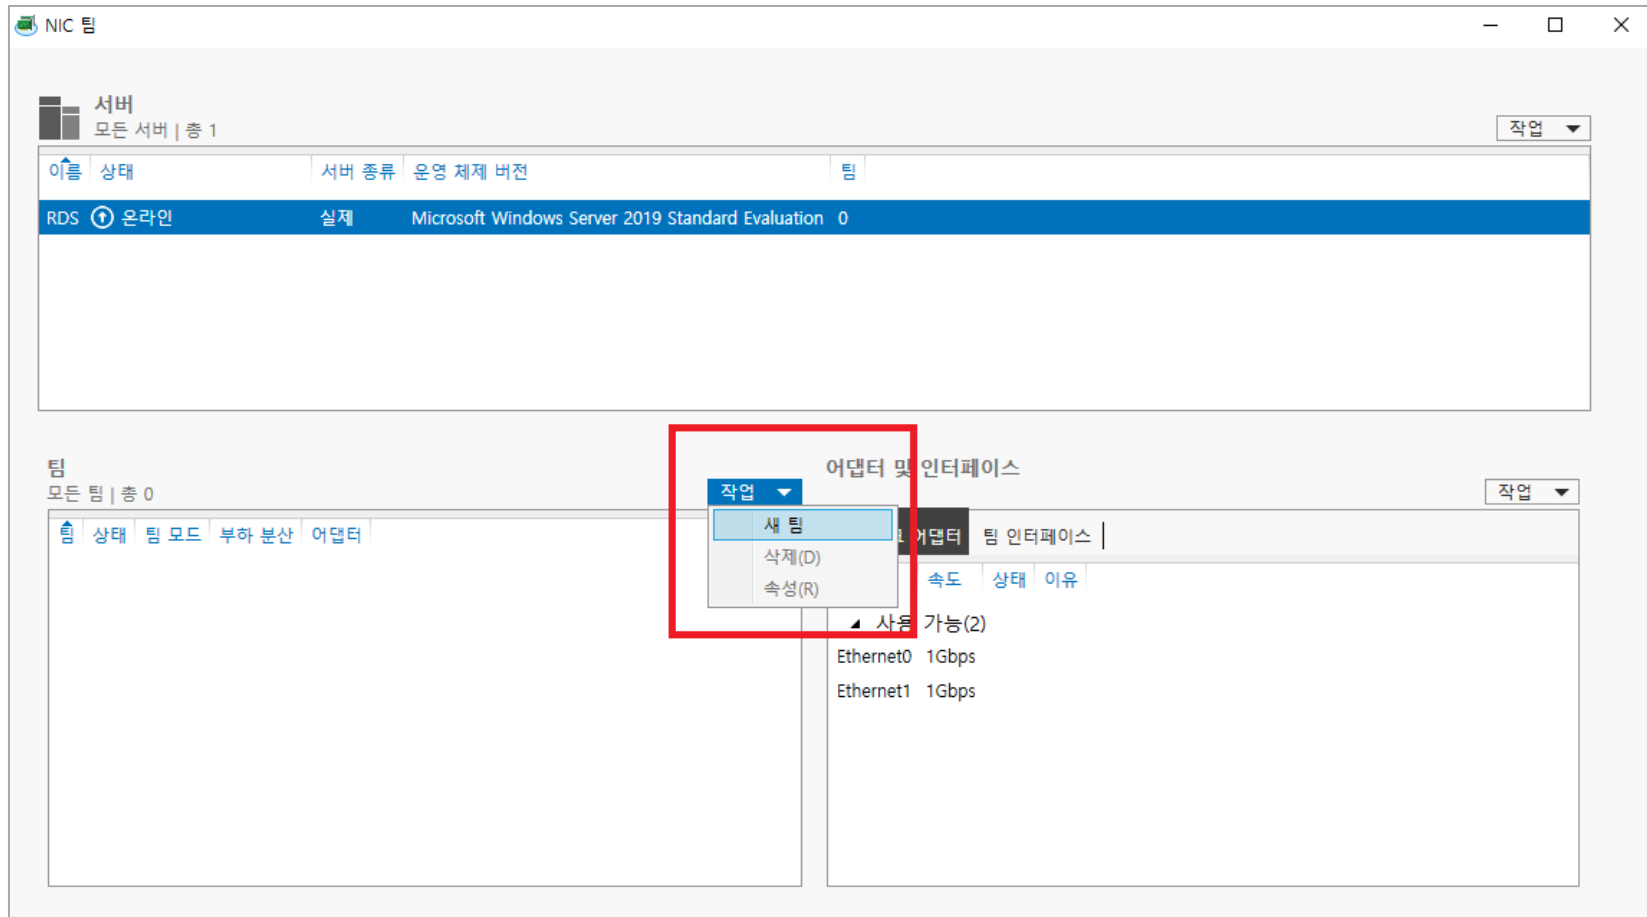 NIC 팀
서버
모든 서버 | 총 1
작업
이름 상태 서버 종류 운영 체제 버전 팀
RDS 온라인 실제 Microsoft Windows Server 2019 Standard Evaluation 0
팀
모든 팀 | 총 0
작업
새 팀
삭제(D)
속성(R)
팀 상태 팀 모드 부하 분산 어댑터
어댑터 및 인터페이스
작업
어댑터 팀 인터페이스
속도 상태 이유
사용 가능(2)
Ethernet0 1Gbps
Ethernet1 1Gbps